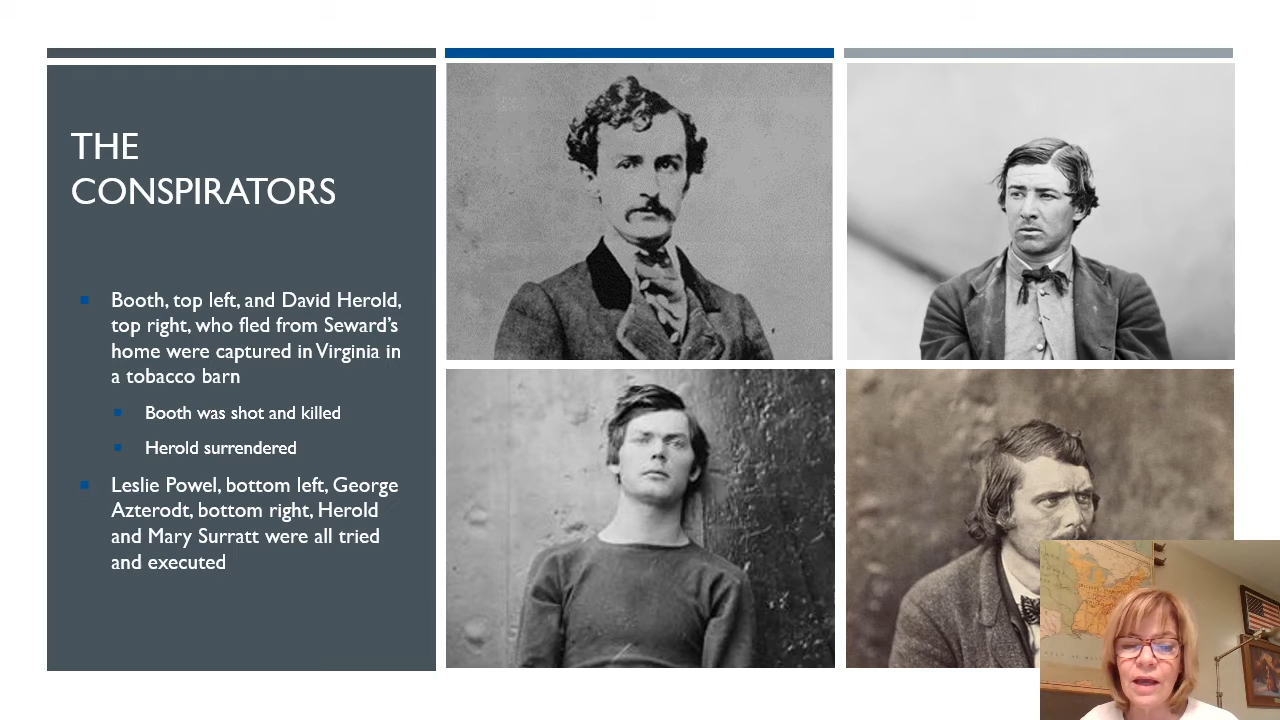 THE
CONSPIRATORS
Booth, top left, and David Herold,
top right, who fled from Seward's
home were captured in Virginia in
a tobacco barn
Booth was shot and killed
Herold surrendered
Leslie Powel, bottom left, George
Azterodt, bottom right, Herold
and Mary Surratt were all tried
and executed